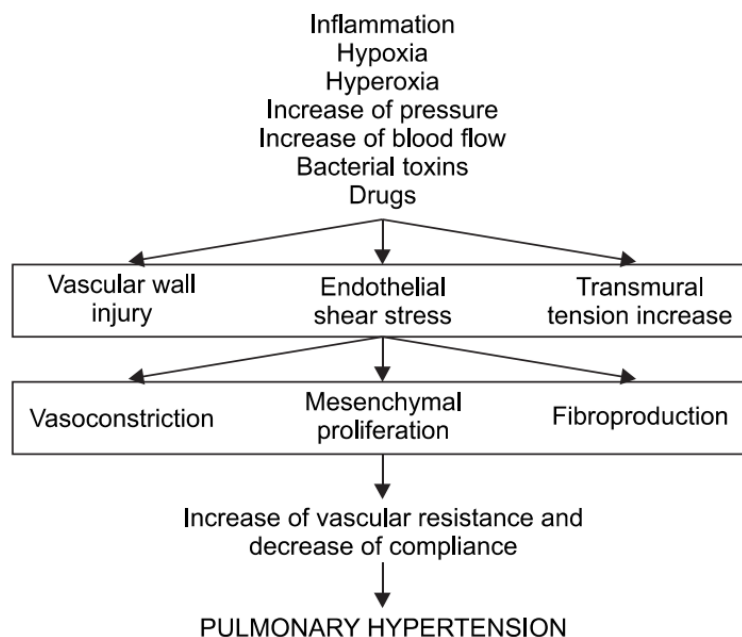 Inflammation
Hypoxia
Hyperoxia
Increase of pressure
Increase of blood flow
Bacterial toxins
Drugs
Vascular wall
injury
Endothelial
shear stress
Transmural
tension increase
Vasoconstriction
Mesenchymal
proliferation
Fibroproduction
Increase of vascular resistance and
decrease of compliance
PULMONARY HYPERTENSION